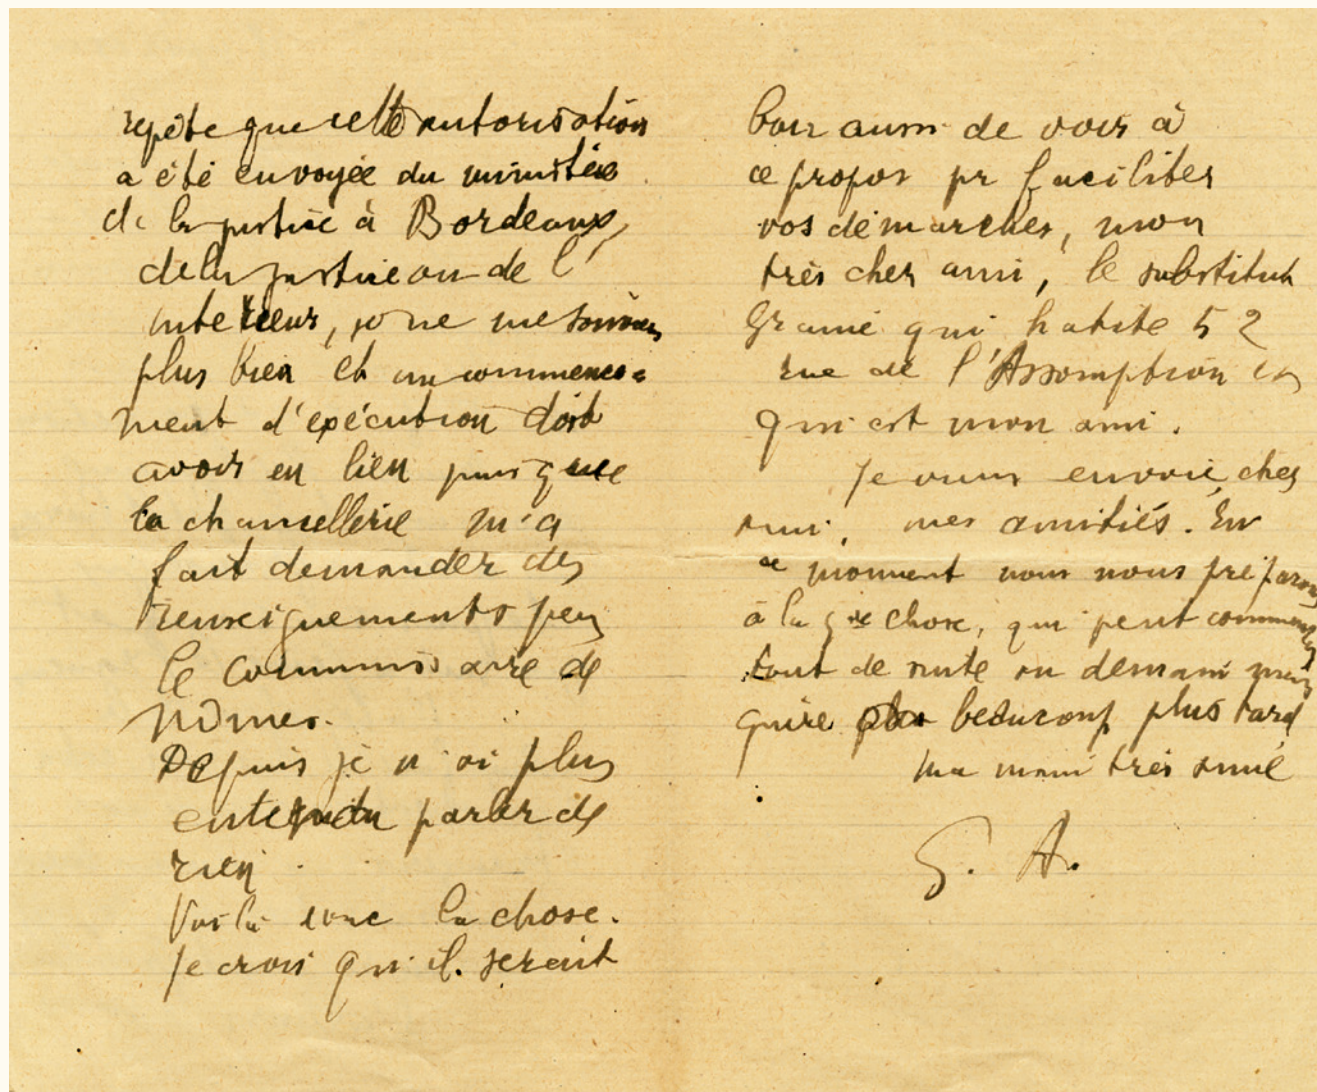 repète que cette autorisation
a été envoyée du ministère
de la justice à Bordeaux,
de la justice ou de l'
interieur, je ne me souviens
plus bien et un commence-
ment d'exécution doit
avoir eu lieu puisque
la chancellerie m'a
fait demander des
renseignements par
le commissaire de
Nîmes.
Depuis je n'ai plus
entendu parler de
rien.
Voilà donc la chose.
Je crois qu'il serait
bon aussi de voir à
ce propos pr faciliter
vos démarches, mon
très cher ami, le substitut
Granié qui habite 52
rue de l'Assomption et
qui est mon ami.
Je vous envoie, cher
ami, mes amitiés. En
ce moment nous nous préparons
à la gde chose, qui peut commencer
tout de suite ou demain mais
guère beaucoup plus tard
Ma main très amie
G. A.